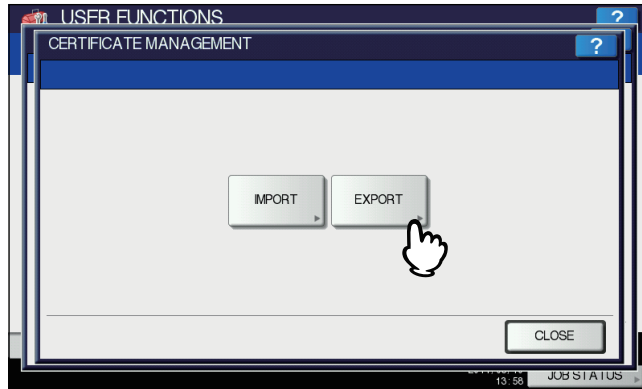 USER FUNCTIONS
?
CERTIFICATE MANAGEMENT
?
IMPORT
EXPORT
CLOSE
13:58
JOB STATUS